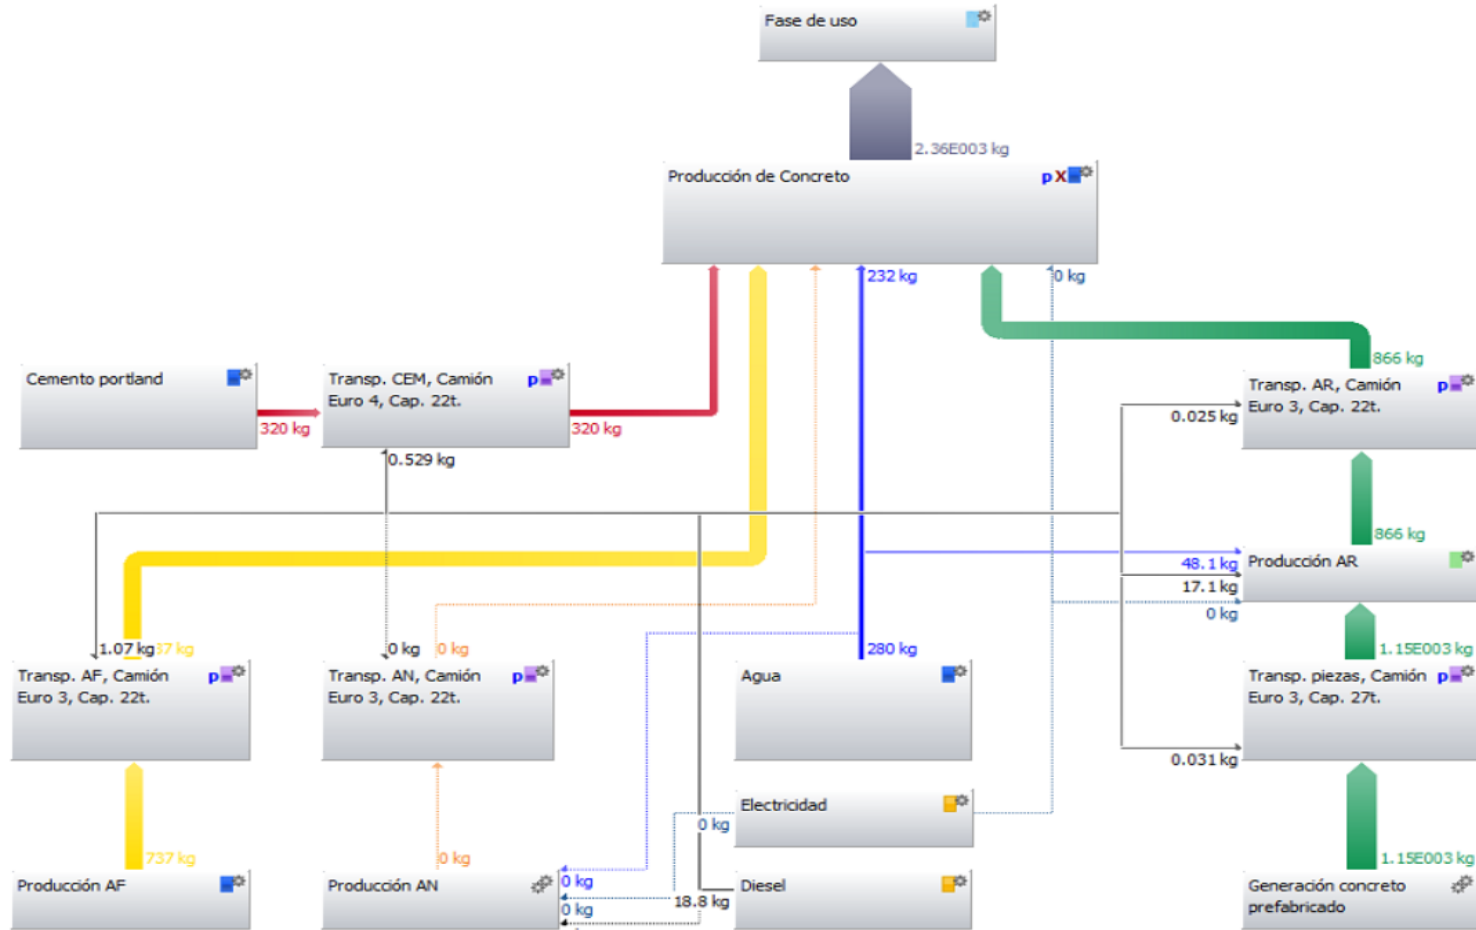 Fase de uso
2.36E003 kg
Producción de Concreto
p X
232 kg
0 kg
866 kg
Cemento portland
320 kg
Transp. CEM, Camión
Euro 4, Cap. 22t.
p
320 kg
0.529 kg
Transp. AR, Camión
Euro 3, Cap. 22t.
p
0.025 kg
866 kg
Producción AR
48.1 kg
17.1 kg
0 kg
1.07 kg
37 kg
Transp. AF, Camión
Euro 3, Cap. 22t.
p
0 kg
0 kg
Transp. AN, Camión
Euro 3, Cap. 22t.
p
280 kg
Agua
1.15E003 kg
Transp. piezas, Camión
Euro 3, Cap. 27t.
p
0.031 kg
Electricidad
0 kg
737 kg
Producción AF
0 kg
Producción AN
0 kg
0 kg
18.8 kg
Diesel
1.15E003 kg
Generación concreto
prefabricado